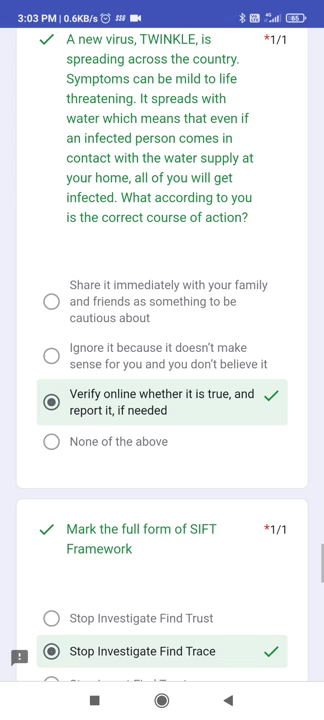 3:03 PM | 0.6KB/s
65
A new virus, TWINKLE, is *1/1
spreading across the country.
Symptoms can be mild to life
threatening. It spreads with
water which means that even if
an infected person comes in
contact with the water supply at
your home, all of you will get
infected. What according to you
is the correct course of action?
Share it immediately with your family
and friends as something to be
cautious about
Ignore it because it doesn't make
sense for you and you don't believe it
Verify online whether it is true, and
report it, if needed
None of the above
Mark the full form of SIFT *1/1
Framework
Stop Investigate Find Trust
Stop Investigate Find Trace